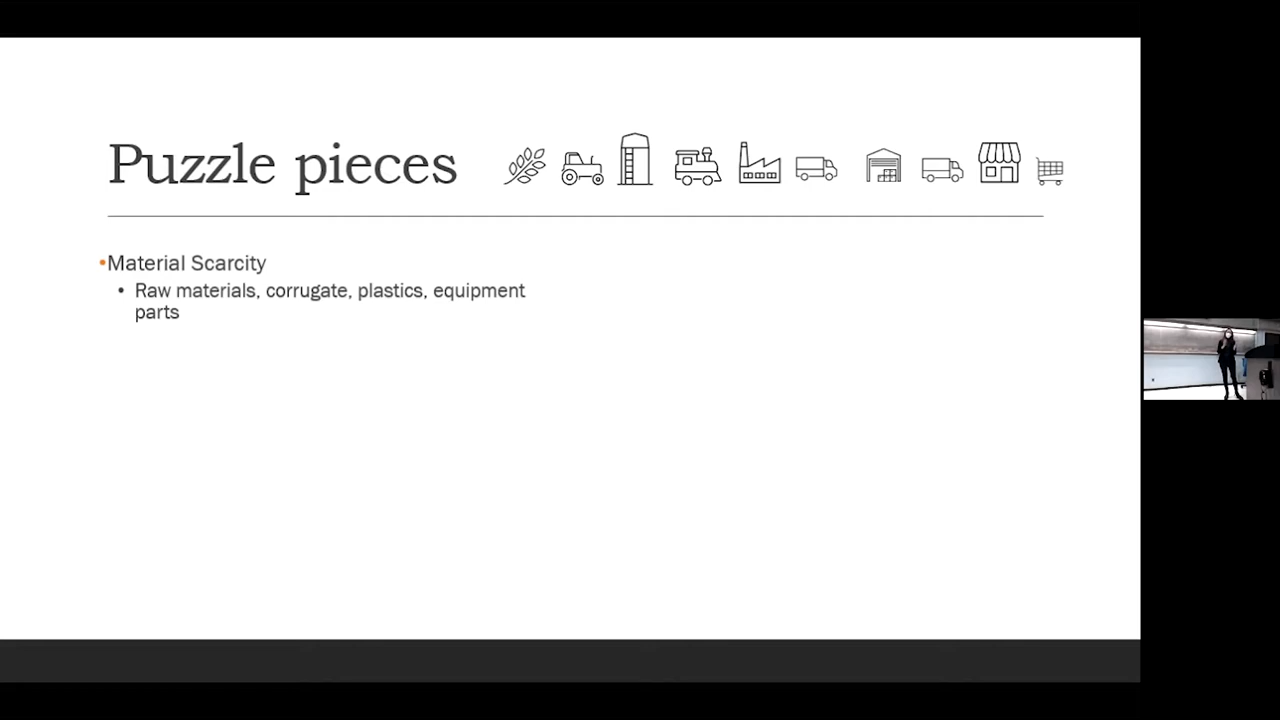 Puzzle pieces
•Material Scarcity
• Raw materials, corrugate, plastics, equipment
parts